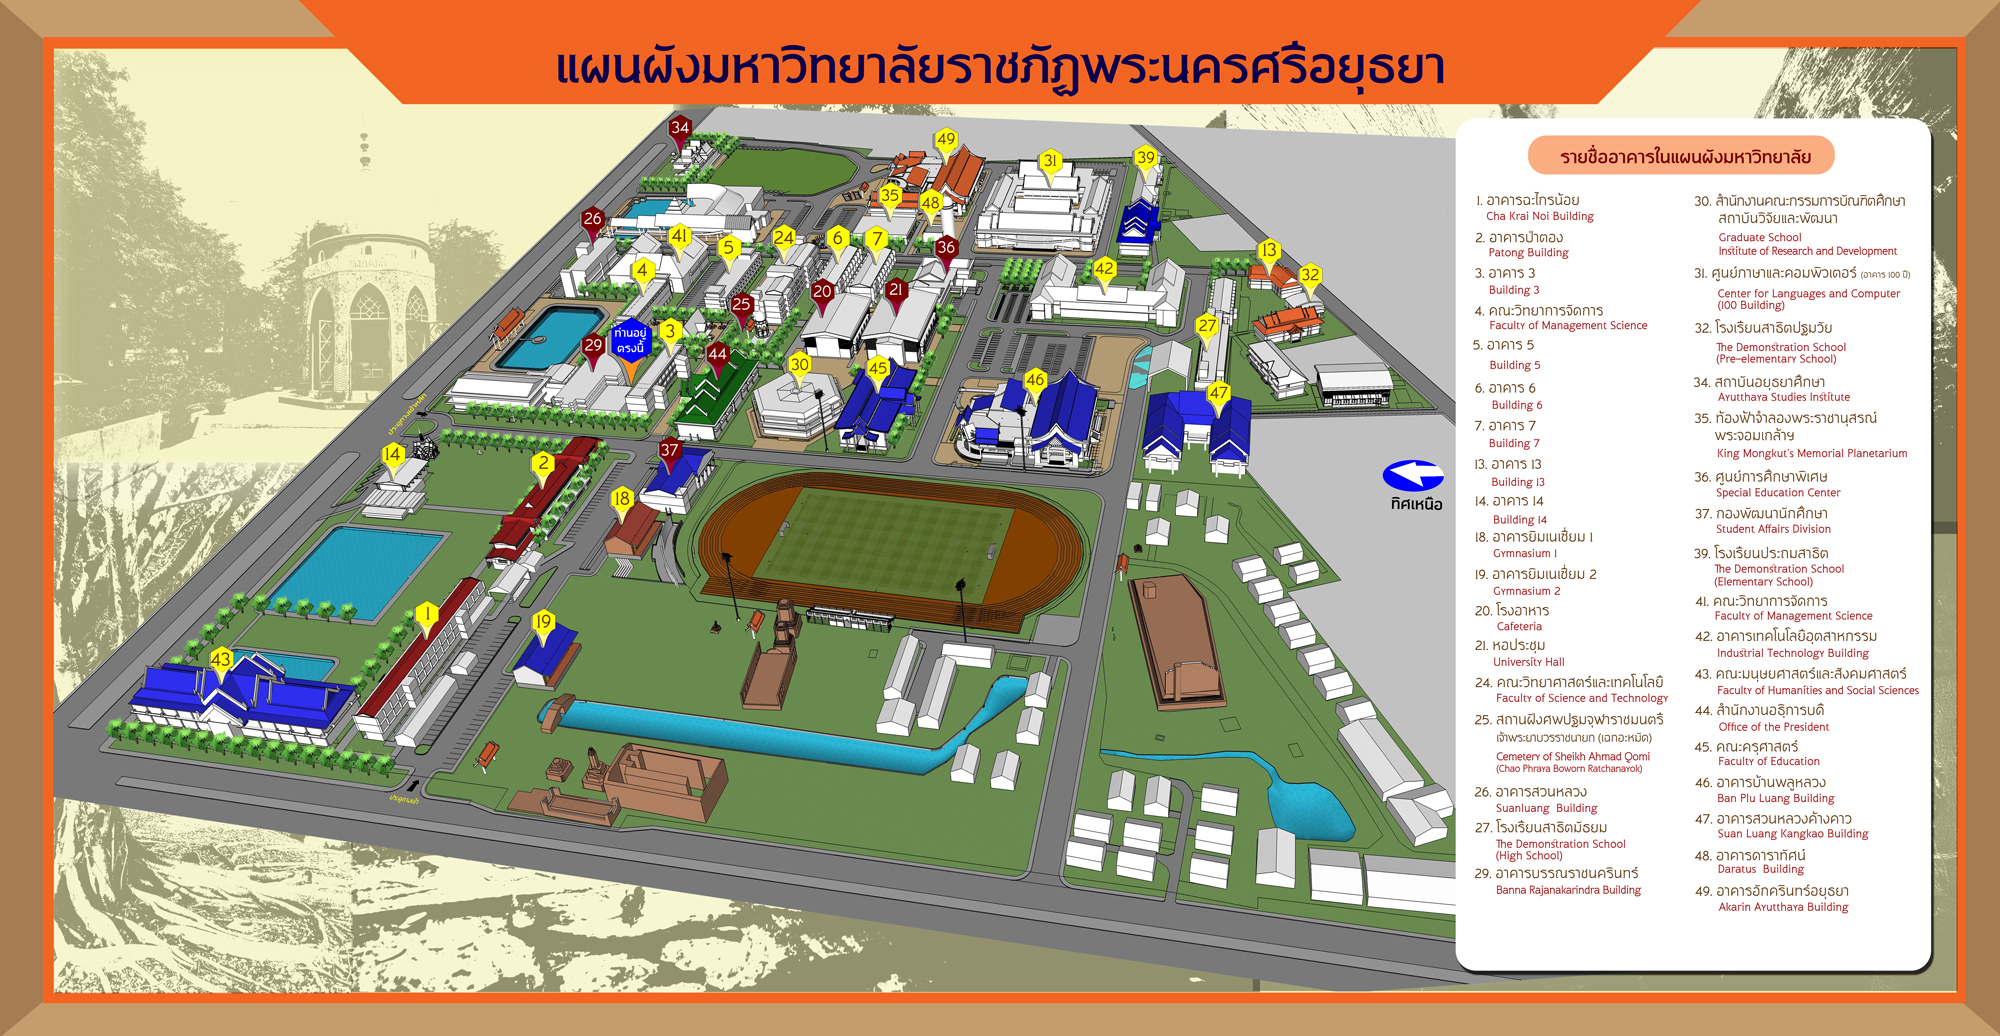 แผนผังมหาวิทยาลัยราชภัฏพระนครศรีอยุธยา
34
49
39
31
35
48
26
41
5
24
6
7
36
13
4
42
32
20
21
25
ท่านอยู่
ตรงนี้
3
27
29
44
30
45
46
47
14
2
37
18
ทิศเหนือ
1
19
43
รายชื่ออาคารในแผนผังมหาวิทยาลัย
1. อาคารฉะไกรน้อย
Cha Krai Noi Building
2. อาคารป่าตอง
Patong Building
3. อาคาร 3
Building 3
4. คณะวิทยาการจัดการ
Faculty of Management Science
5. อาคาร 5
Building 5
6. อาคาร 6
Building 6
7. อาคาร 7
Building 7
13. อาคาร 13
Building 13
14. อาคาร 14
Building 14
18. อาคารยิมเนเซี่ยม 1
Gymnasium 1
19. อาคารยิมเนเซี่ยม 2
Gymnasium 2
20. โรงอาหาร
Cafeteria
21. หอประชุม
University Hall
24. คณะวิทยาศาสตร์และเทคโนโลยี
Faculty of Science and Technology
25. สถานฝังศพปฐมจุฬาราชมนตรี
เจ้าพระยาบวรราชนายก (เฉกอะหมัด)
Cemetery of Sheikh Ahmad Qomi
(Chao Phraya Boworn Ratchanayok)
26. อาคารสวนหลวง
Suanluang Building
27. โรงเรียนสาธิตมัธยม
The Demonstration School
(High School)
29. อาคารบรรณราชนครินทร์
Banna Rajanakarindra Building
30. สำนักงานคณะกรรมการบัณฑิตศึกษา
สถาบันวิจัยและพัฒนา
Graduate School
Institute of Research and Development
31. ศูนย์ภาษาและคอมพิวเตอร์ (อาคาร 100 ปี)
Center for Languages and Computer
(100 Building)
32. โรงเรียนสาธิตปฐมวัย
The Demonstration School
(Pre-elementary School)
34. สถาบันอยุธยาศึกษา
Ayutthaya Studies Institute
35. ท้องฟ้าจำลองพระราชานุสรณ์
พระจอมเกล้าฯ
King Mongkut's Memorial Planetarium
36. ศูนย์การศึกษาพิเศษ
Special Education Center
37. กองพัฒนานักศึกษา
Student Affairs Division
39. โรงเรียนประถมสาธิต
The Demonstration School
(Elementary School)
41. คณะวิทยาการจัดการ
Faculty of Management Science
42. อาคารเทคโนโลยีอุตสาหกรรม
Industrial Technology Building
43. คณะมนุษยศาสตร์และสังคมศาสตร์
Faculty of Humanities and Social Sciences
44. สำนักงานอธิการบดี
Office of the President
45. คณะครุศาสตร์
Faculty of Education
46. อาคารบ้านพลูหลวง
Ban Plu Luang Building
47. อาคารสวนหลวงค้างคาว
Suan Luang Kangkao Building
48. อาคารดาราทัศน์
Daratus Building
49. อาคารอัครินทร์อยุธยา
Akarin Ayutthaya Building